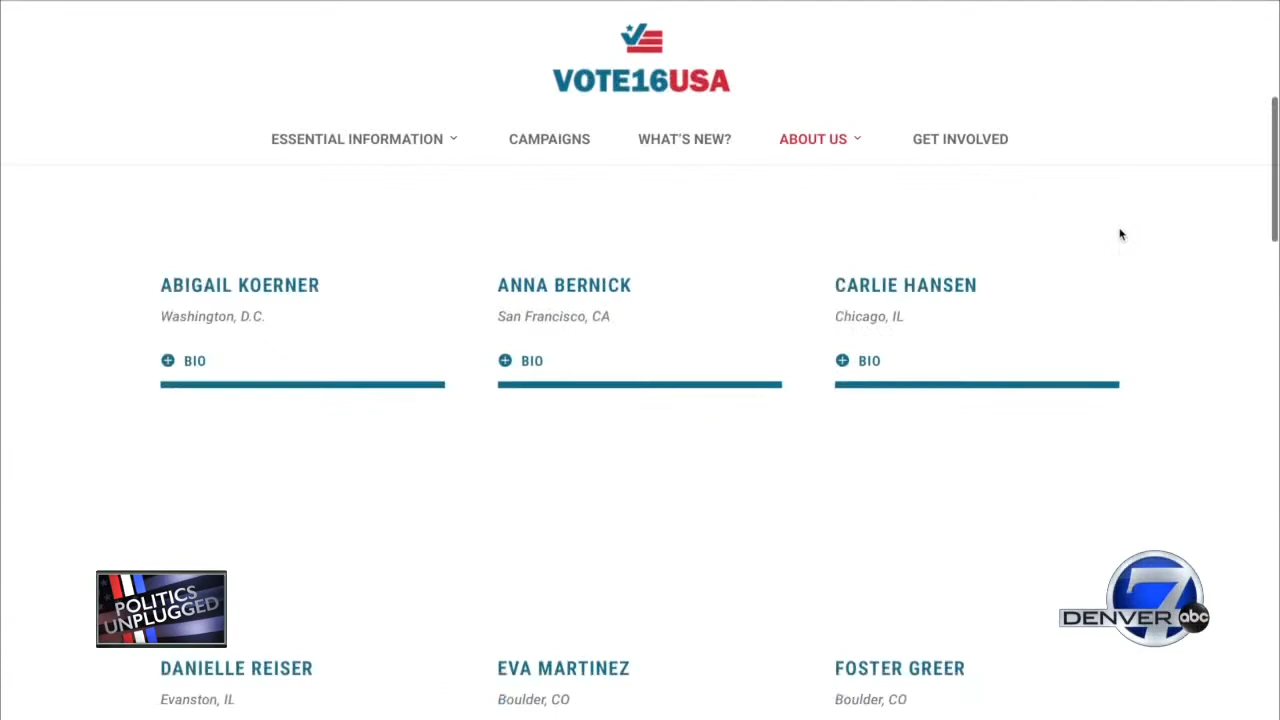 VOTE16USA
ESSENTIAL INFORMATION CAMPAIGNS WHAT'S NEW? ABOUT US GET INVOLVED
ABIGAIL KOERNER ANNA BERNICK CARLIE HANSEN
Washington, D.C. San Francisco, CA Chicago, IL
BIO BIO BIO
POLITICS
UNPLUGGED
7
DENVER abc
DANIELLE REISER EVA MARTINEZ FOSTER GREER
Evanston, IL Boulder, CO Boulder, CO